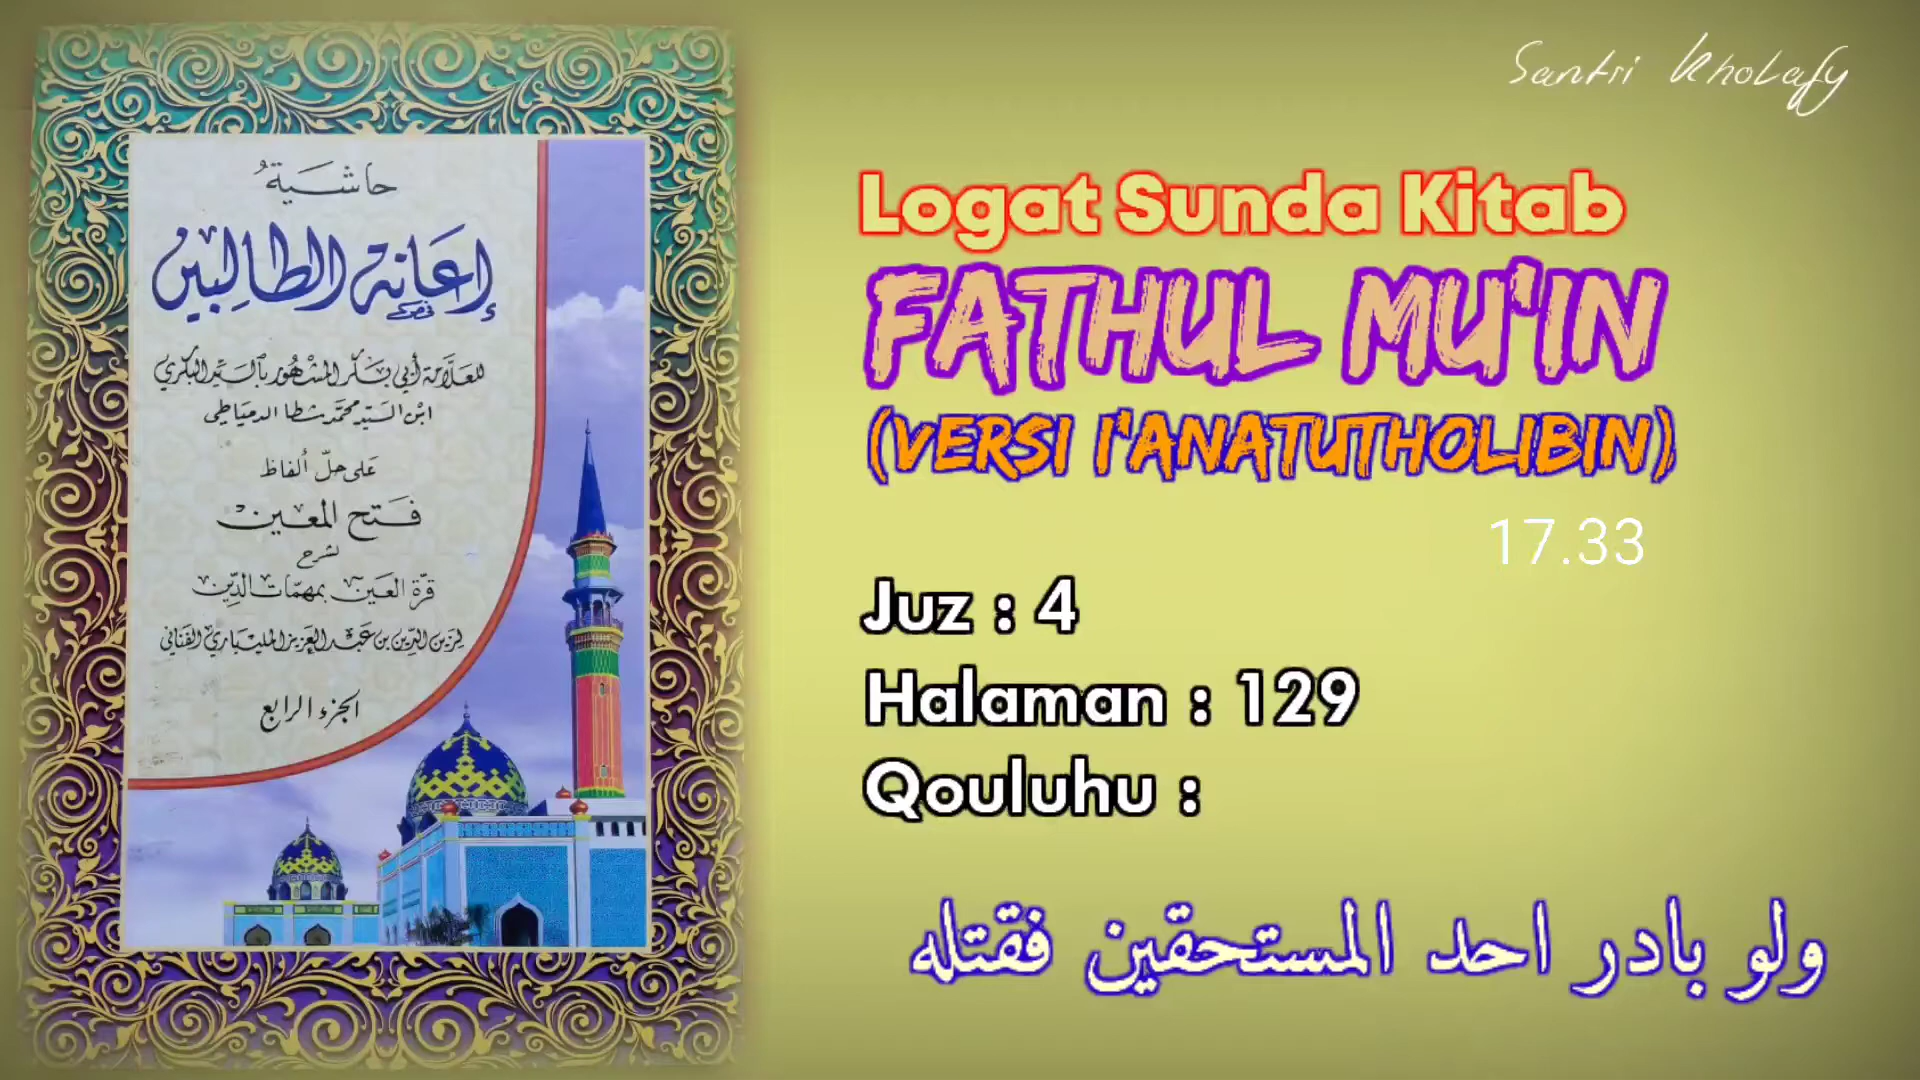 حاشية
إعانة الطالبين
للعلامة أبي بكر المشهور بالسيد البكري
ابن السيد محمد شطا الدمياطي
على حل ألفاظ
فتح المعين
لشرح
قرة العين بمهمات الدين
لزين الدين بن عبد العزيز المليباري الفناني
الجزء الرابع
Santri Kholafy
Logat Sunda Kitab
FATHUL MU'IN
(VERSI I'ANATUTHOLIBIN)
17.33
Juz : 4
Halaman : 129
Qouluhu :
ولو بادر احد المستحقين فقتله